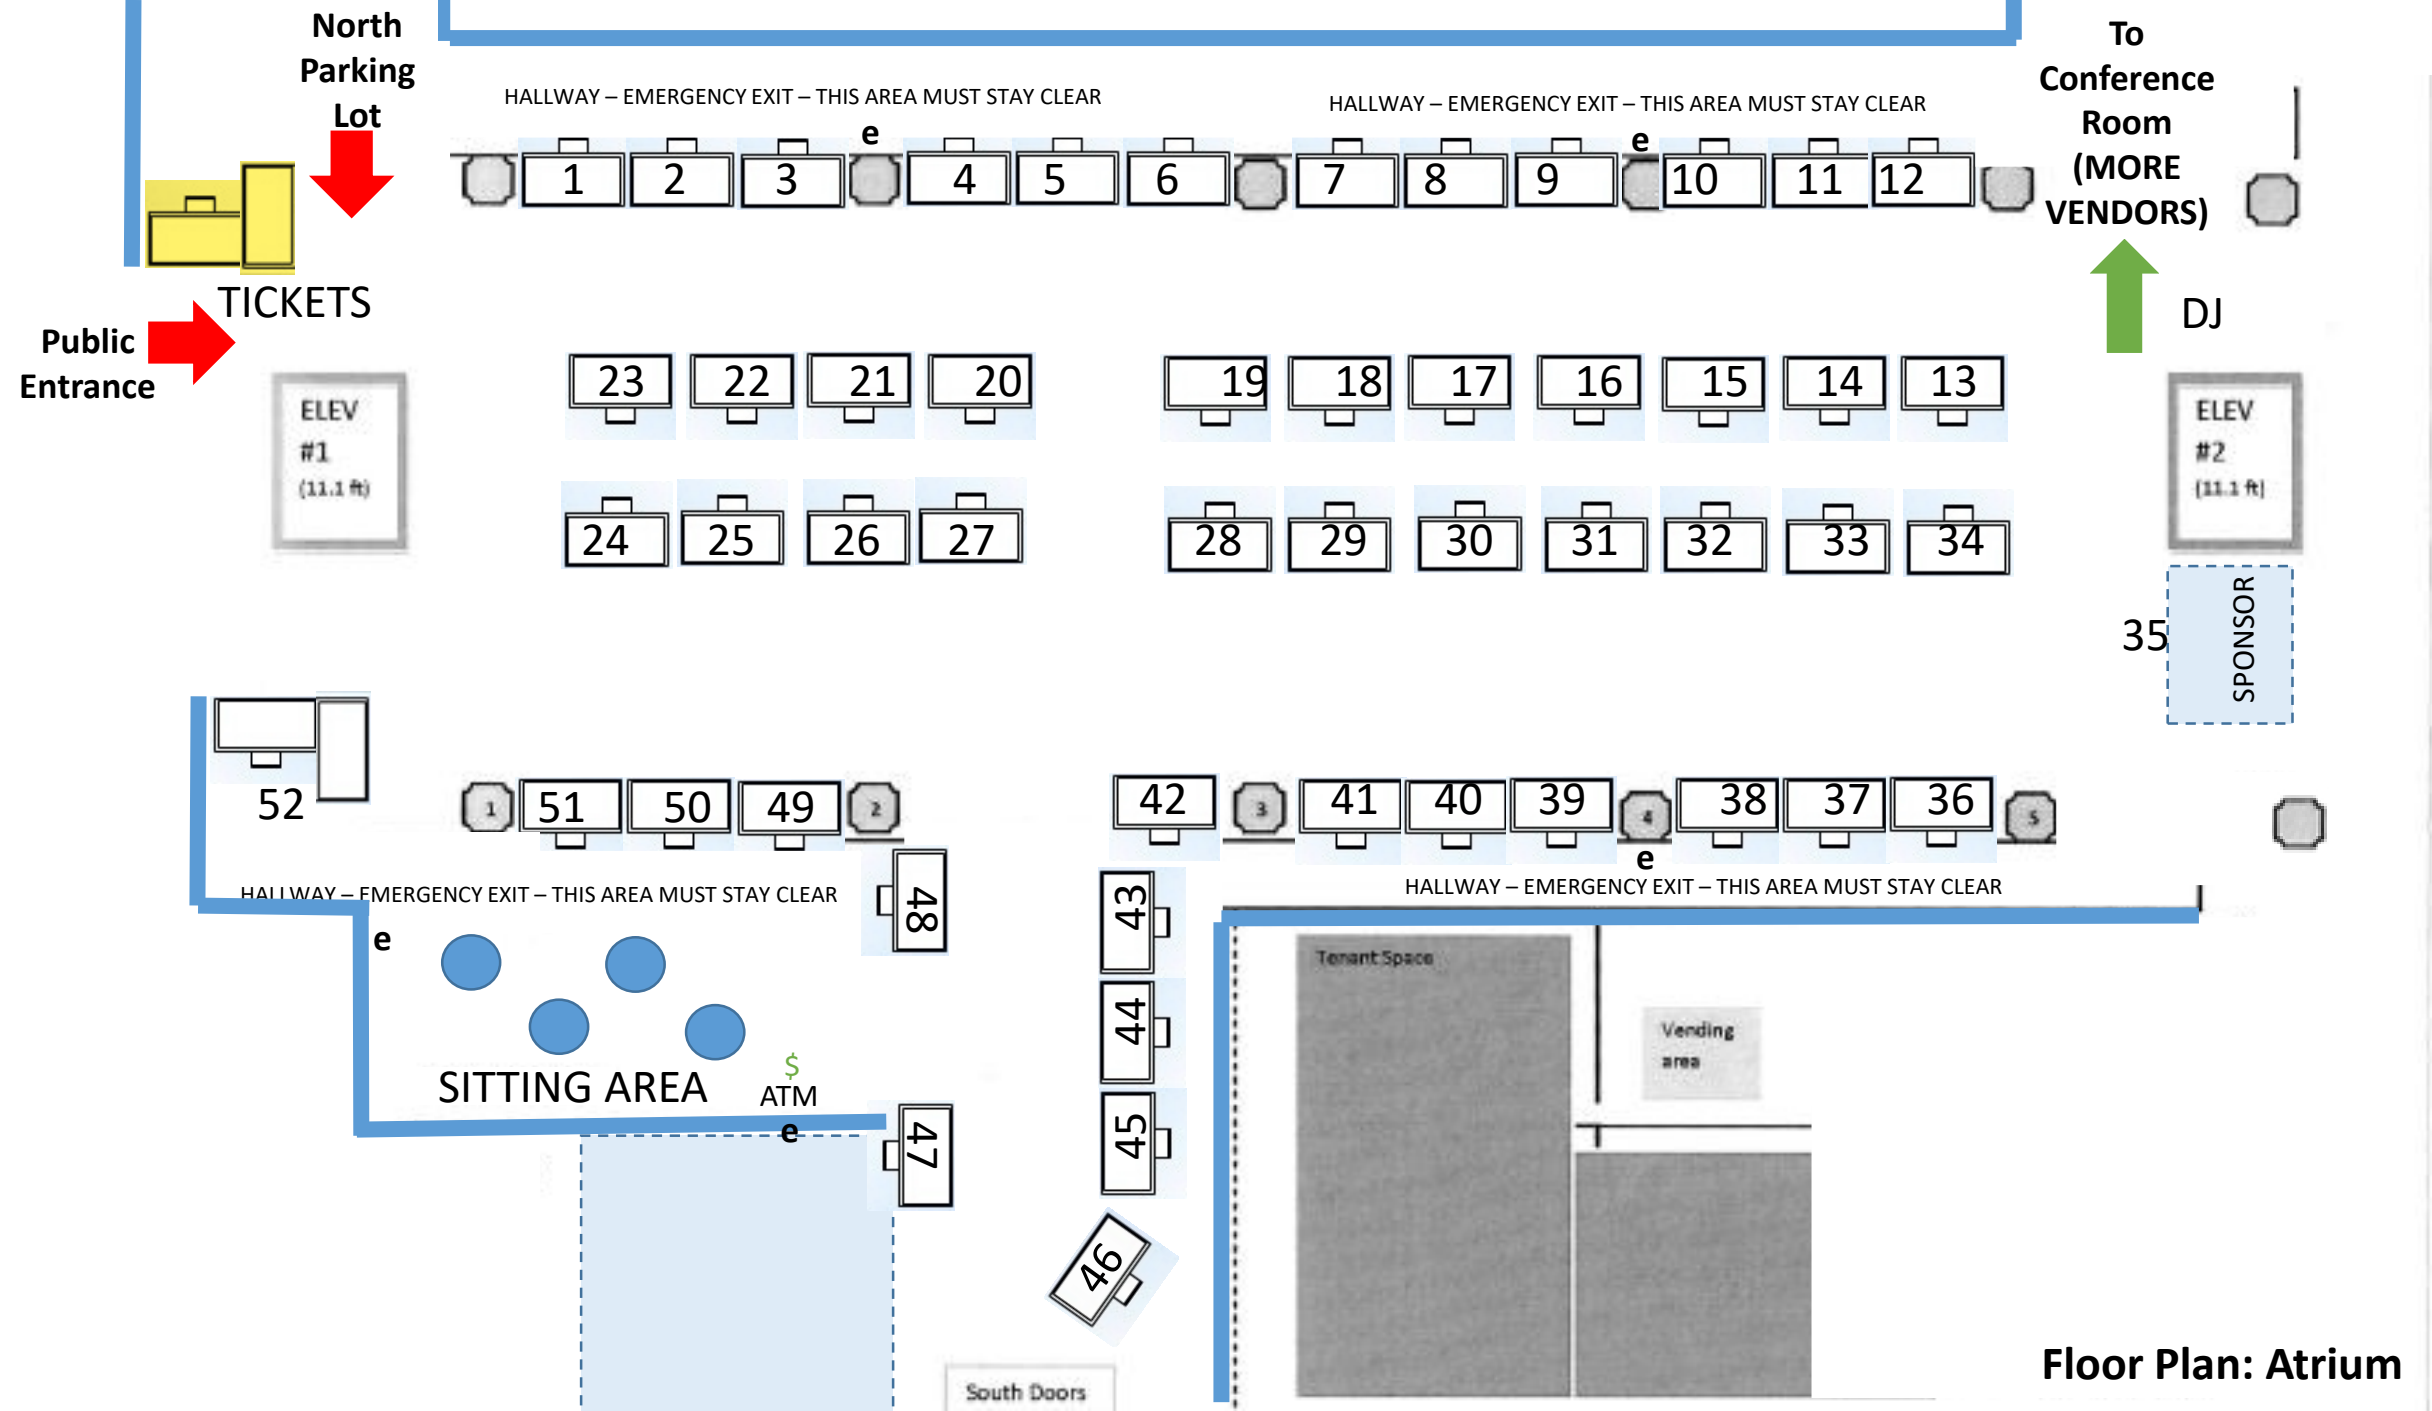 North
Parking
Lot
To
Conference
Room
(MORE
VENDORS)
HALLWAY – EMERGENCY EXIT – THIS AREA MUST STAY CLEAR
HALLWAY – EMERGENCY EXIT – THIS AREA MUST STAY CLEAR
e
e
1 2 3 4 5 6 7 8 9 10 11 12
TICKETS
DJ
Public
Entrance
23 22 21 20 19 18 17 16 15 14 13
ELEV
#1
(11.1 ft)
ELEV
#2
(11.1 ft)
24 25 26 27 28 29 30 31 32 33 34
35
SPONSOR
52
1 51 50 49 2 42 3 41 40 39 4 38 37 36 5
e
HALLWAY – EMERGENCY EXIT – THIS AREA MUST STAY CLEAR
HALLWAY – EMERGENCY EXIT – THIS AREA MUST STAY CLEAR
48
43
e
Tenant Space
44
Vending
area
SITTING AREA
$
ATM
e
47
45
46
South Doors
Floor Plan: Atrium